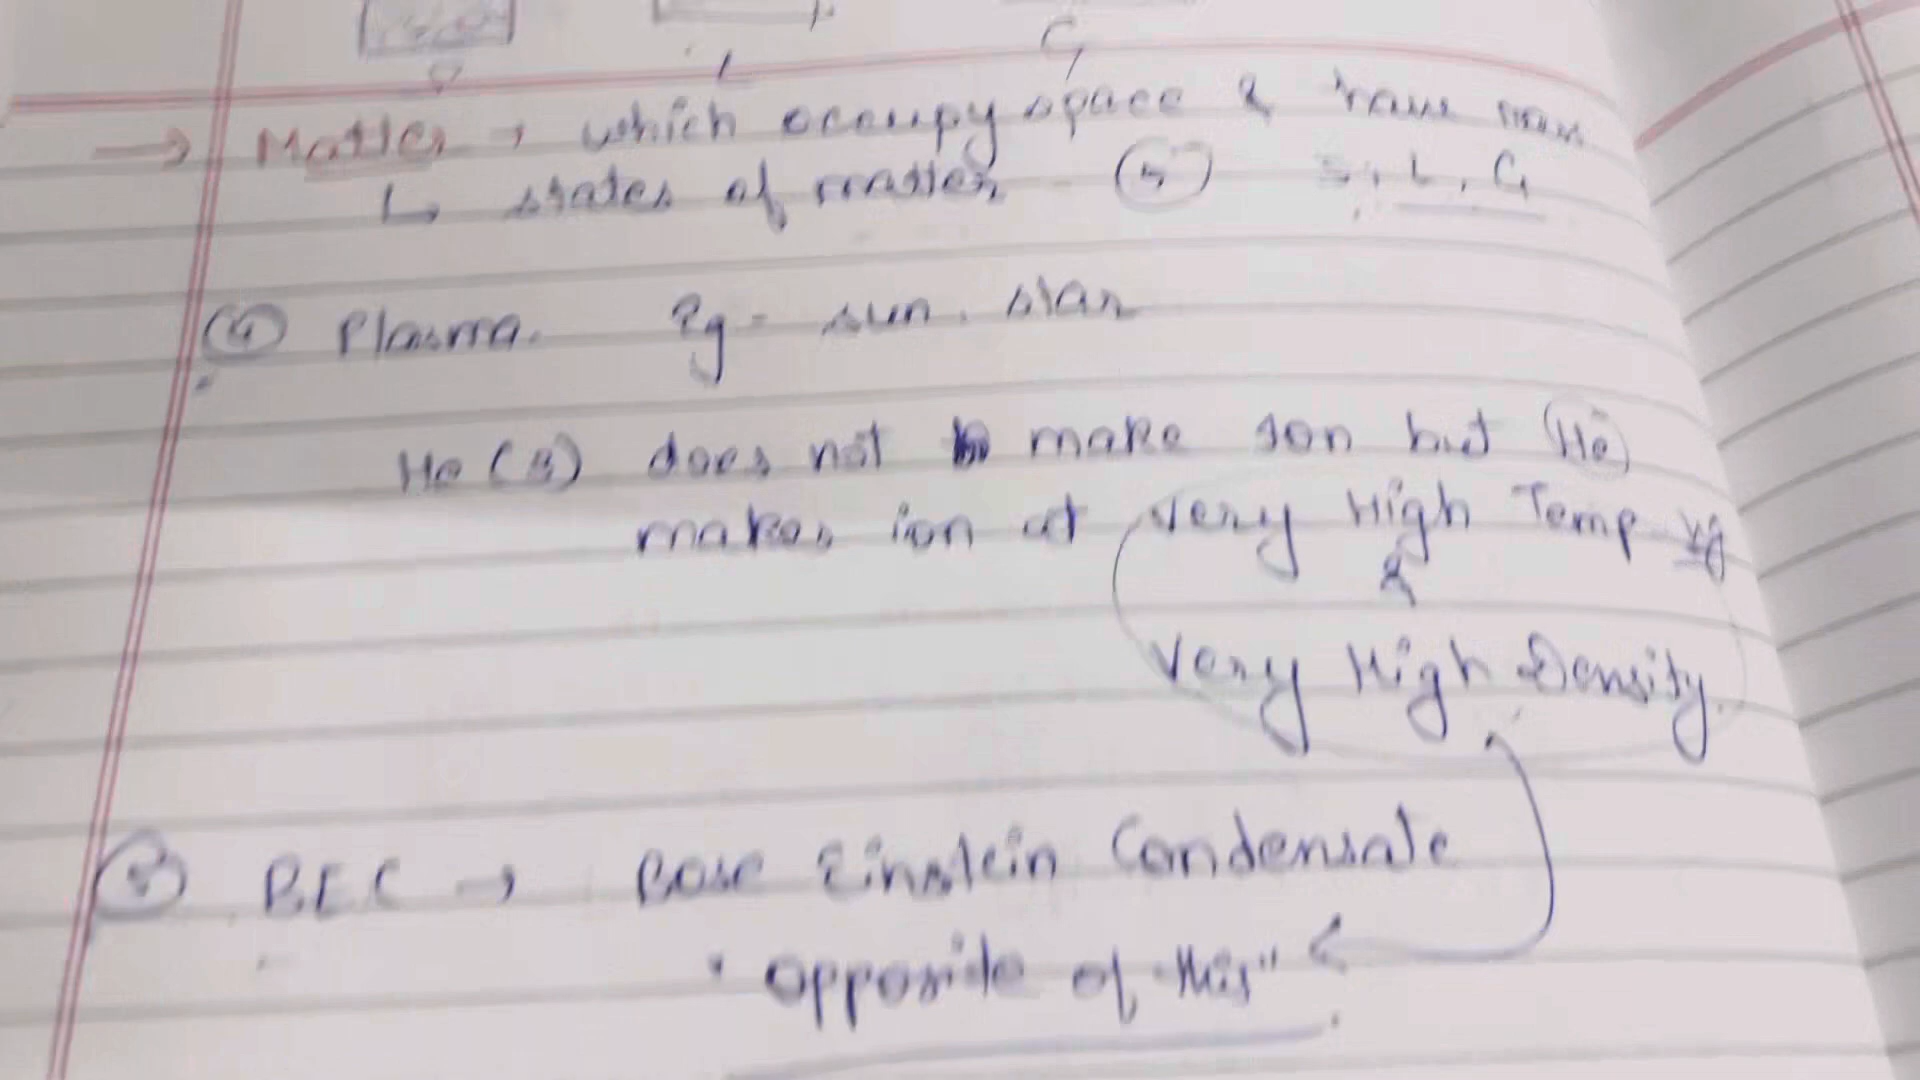 L G
→ Matter → which occupy space & have mass
↳ states of matter (5) S, L, G
④ Plasma. Eg - sun, star
He (3) does not make Ion but He
makes ion at very High Temp
&
Very High Density.
⑤ BEC → Bose Einstein Condensate
"opposite of this"